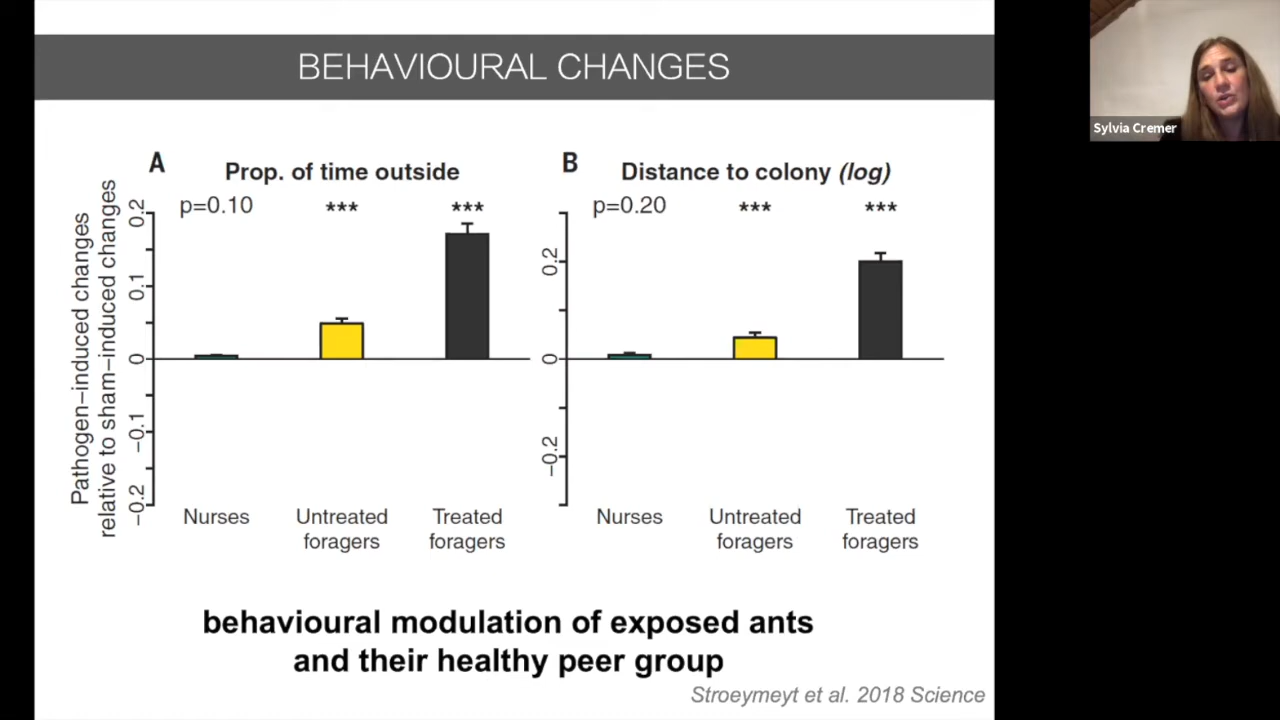 BEHAVIOURAL CHANGES
Sylvia Cremer
A
Prop. of time outside
p=0.10
***
***
Pathogen–induced changes
relative to sham–induced changes
0.2
0.1
0
–0.1
–0.2
Nurses
Untreated
foragers
Treated
foragers
B
Distance to colony (log)
p=0.20
***
***
0.2
0
–0.2
Nurses
Untreated
foragers
Treated
foragers
behavioural modulation of exposed ants
and their healthy peer group
Stroeymeyt et al. 2018 Science